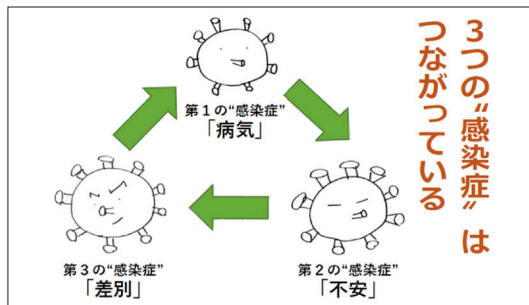 3つの“感染症”は
つながっている
第1の“感染症”
「病気」
第2の“感染症”
「不安」
第3の“感染症”
「差別」